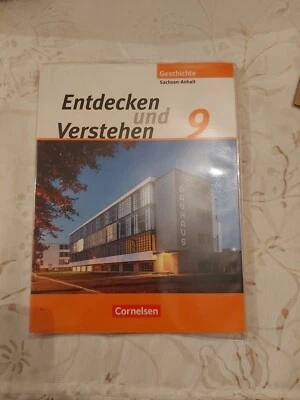 Geschichte
Sachsen-Anhalt
Entdecken
und
Verstehen 9
BAUHAUS
Cornelsen